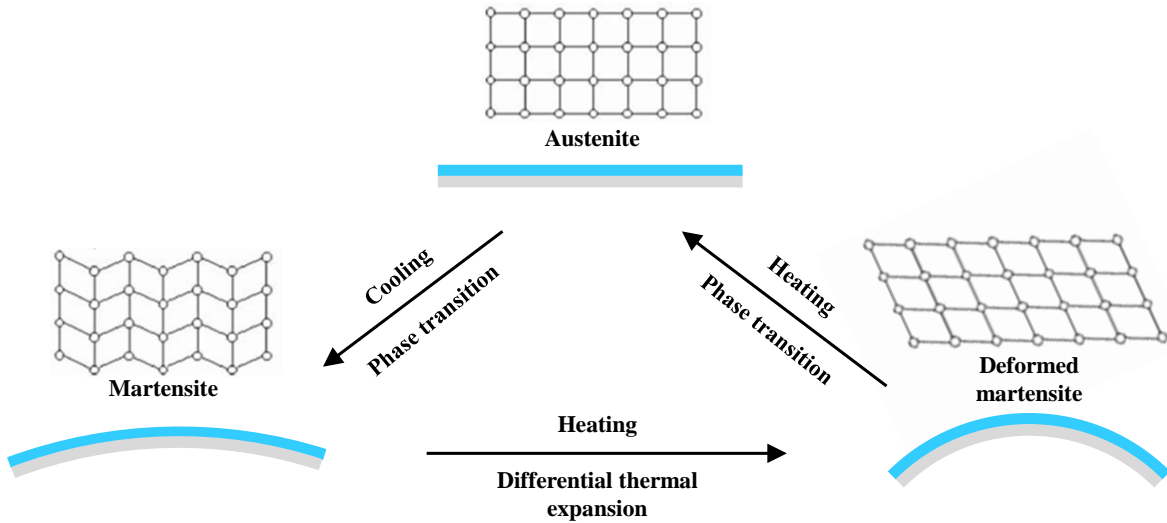 Austenite
Cooling
Phase transition
Heating
Phase transition
Martensite
Deformed
martensite
Heating
Differential thermal
expansion